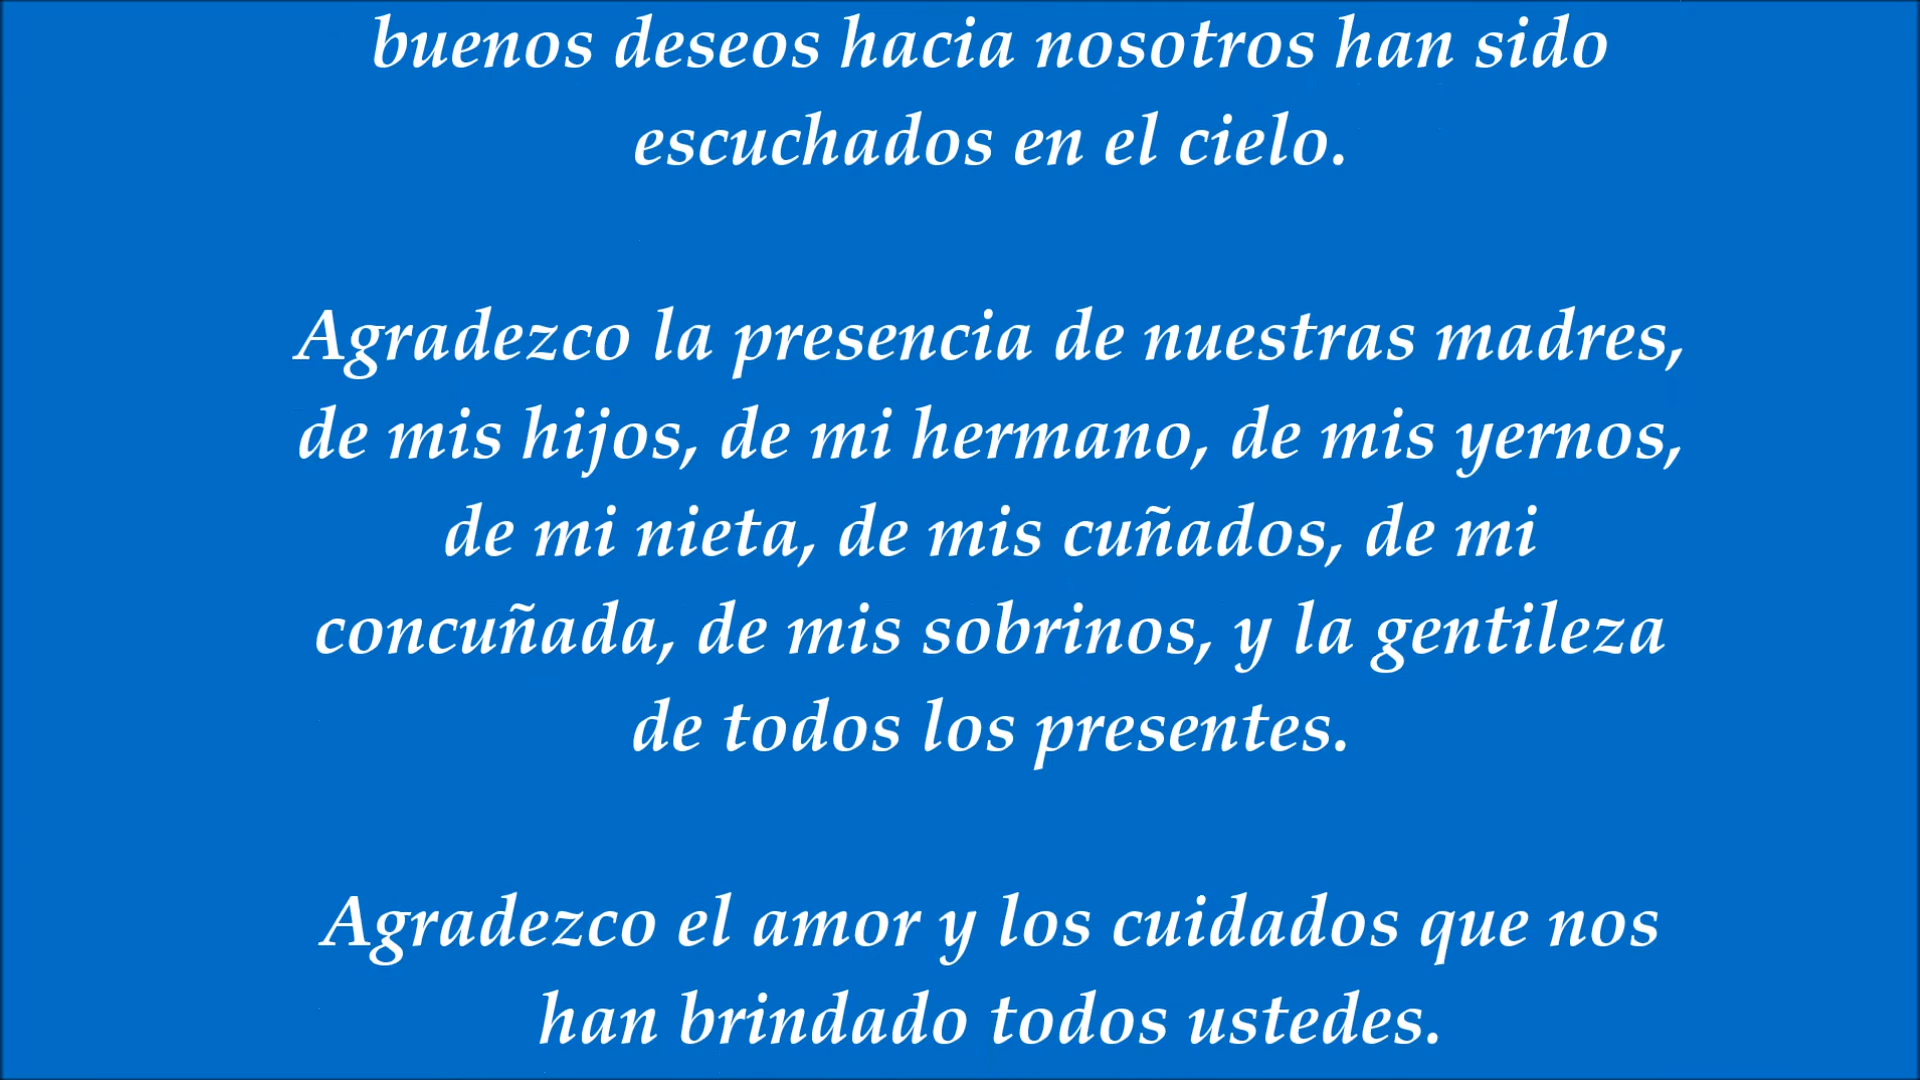 buenos deseos hacia nosotros han sido
escuchados en el cielo.
Agradezco la presencia de nuestras madres,
de mis hijos, de mi hermano, de mis yernos,
de mi nieta, de mis cuñados, de mi
concuñada, de mis sobrinos, y la gentileza
de todos los presentes.
Agradezco el amor y los cuidados que nos
han brindado todos ustedes.